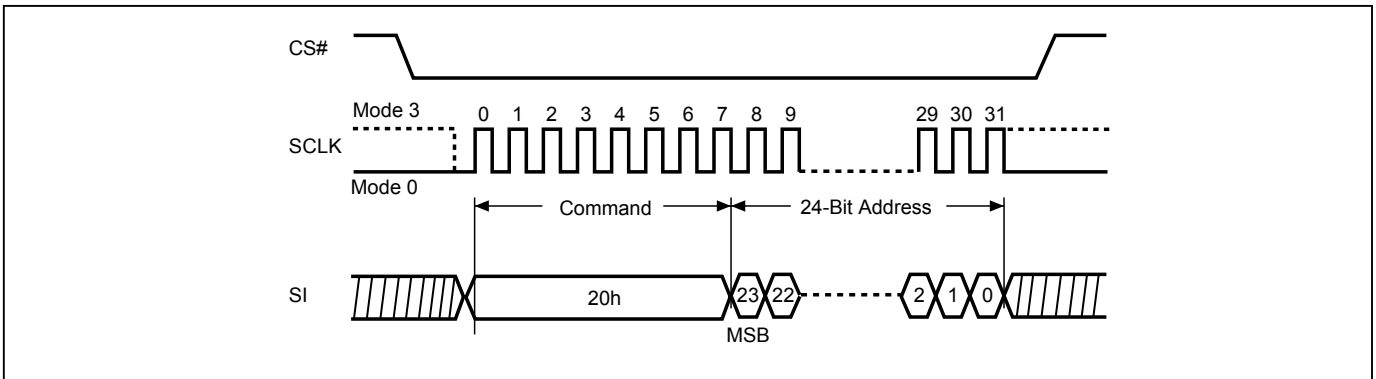 CS#
Mode 3
0 1 2 3 4 5 6 7 8 9 29 30 31
SCLK
Mode 0
Command 24-Bit Address
SI 20h 23 22 2 1 0
MSB